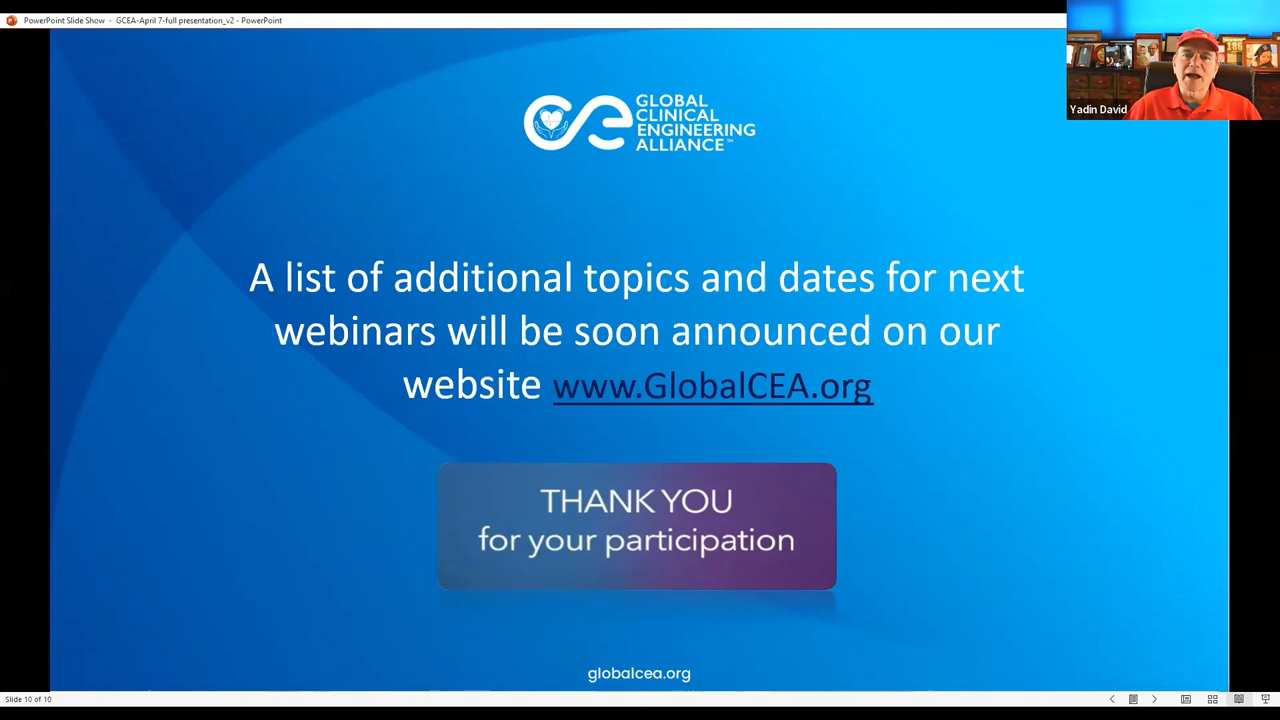 PowerPoint Slide Show - GCEA-April 7-full presentation_v2 - PowerPoint
186
Yadin David
GLOBAL
CLINICAL
ENGINEERING
ALLIANCE™
A list of additional topics and dates for next
webinars will be soon announced on our
website www.GlobalCEA.org
THANK YOU
for your participation
globalcea.org
Slide 10 of 10